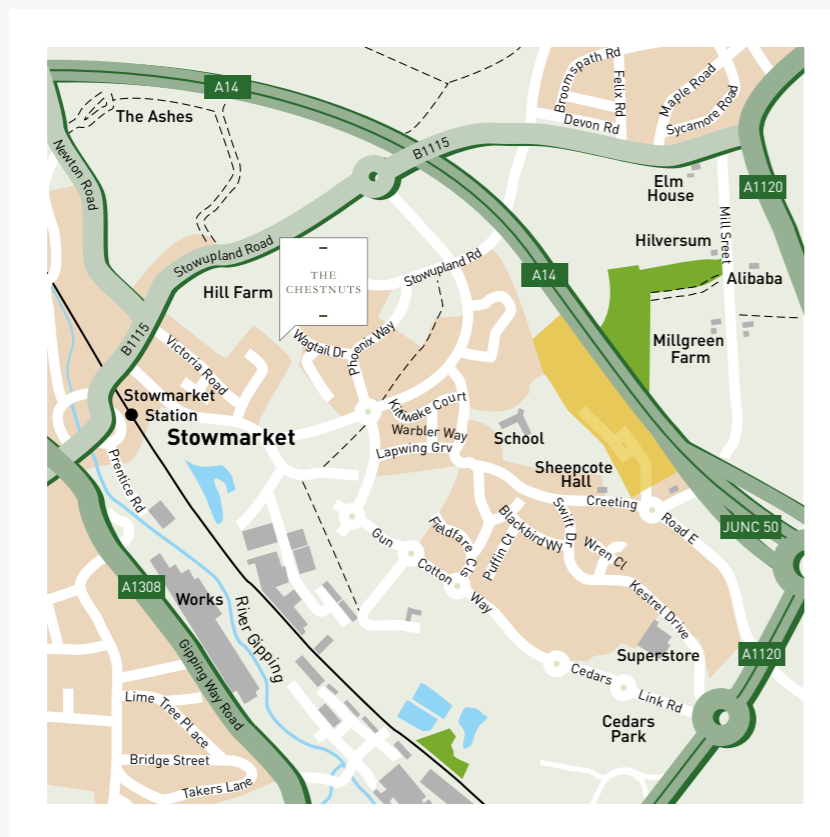 Broomspath Rd
Felix Rd
Maple Road
Sycamore Road
Devon Rd
A14
The Ashes
Newton Road
B1115
A1120
Elm
House
Mill Sreet
Hilversum
Stowupland Road
Stowupland Rd
THE
CHESTNUTS
A14
Alibaba
Hill Farm
B1115
Victoria Road
Wagtail Dr
Phoenix Way
Millgreen
Farm
Stowmarket
Station
Stowmarket
Kittiwake Court
Warbler Way
Lapwing Grv
School
Prentice Rd
Sheepcote
Hall
Creeting
Road E
JUNC 50
Swift Dr
Blackbird Wy
Fieldfare Cls
Puffin Ct
Wren Cl
Gun
Cotton
Way
Kestrel Drive
A1308
Works
River Gipping
Superstore
A1120
Gipping Way Road
Cedars
Link Rd
Cedars
Park
Lime Tree Place
Bridge Street
Takers Lane